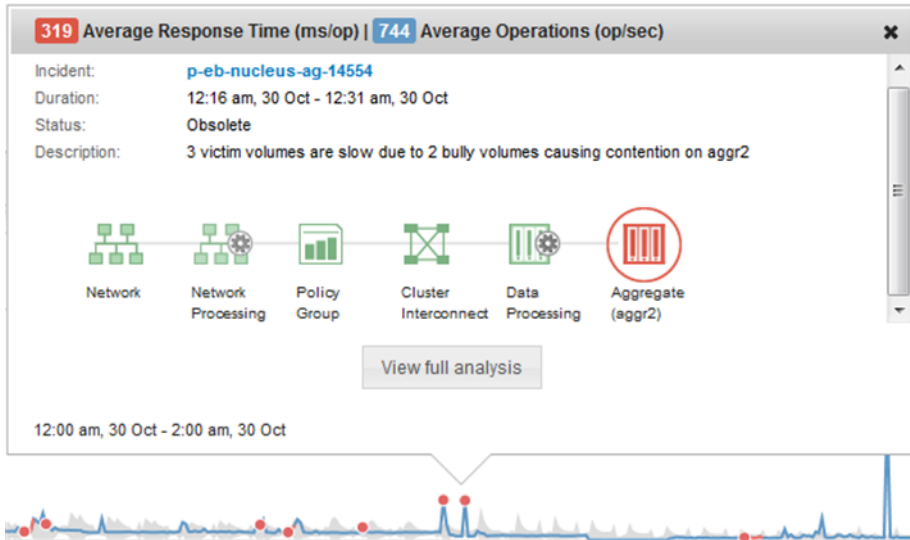 319 Average Response Time (ms/op) | 744 Average Operations (op/sec)
Incident: p-eb-nucleus-ag-14554
Duration: 12:16 am, 30 Oct - 12:31 am, 30 Oct
Status: Obsolete
Description: 3 victim volumes are slow due to 2 bully volumes causing contention on aggr2
Network
Network
Processing
Policy
Group
Cluster
Interconnect
Data
Processing
Aggregate
(aggr2)
View full analysis
12:00 am, 30 Oct - 2:00 am, 30 Oct